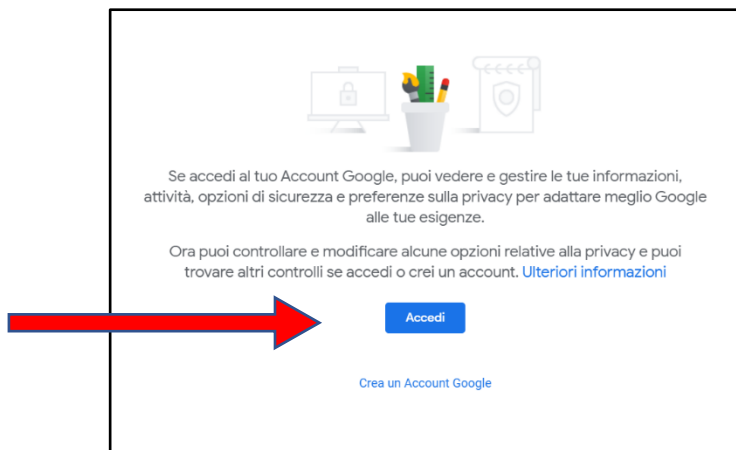 Se accedi al tuo Account Google, puoi vedere e gestire le tue informazioni,
attività, opzioni di sicurezza e preferenze sulla privacy per adattare meglio Google
alle tue esigenze.
Ora puoi controllare e modificare alcune opzioni relative alla privacy e puoi
trovare altri controlli se accedi o crei un account. Ulteriori informazioni
Accedi
Crea un Account Google